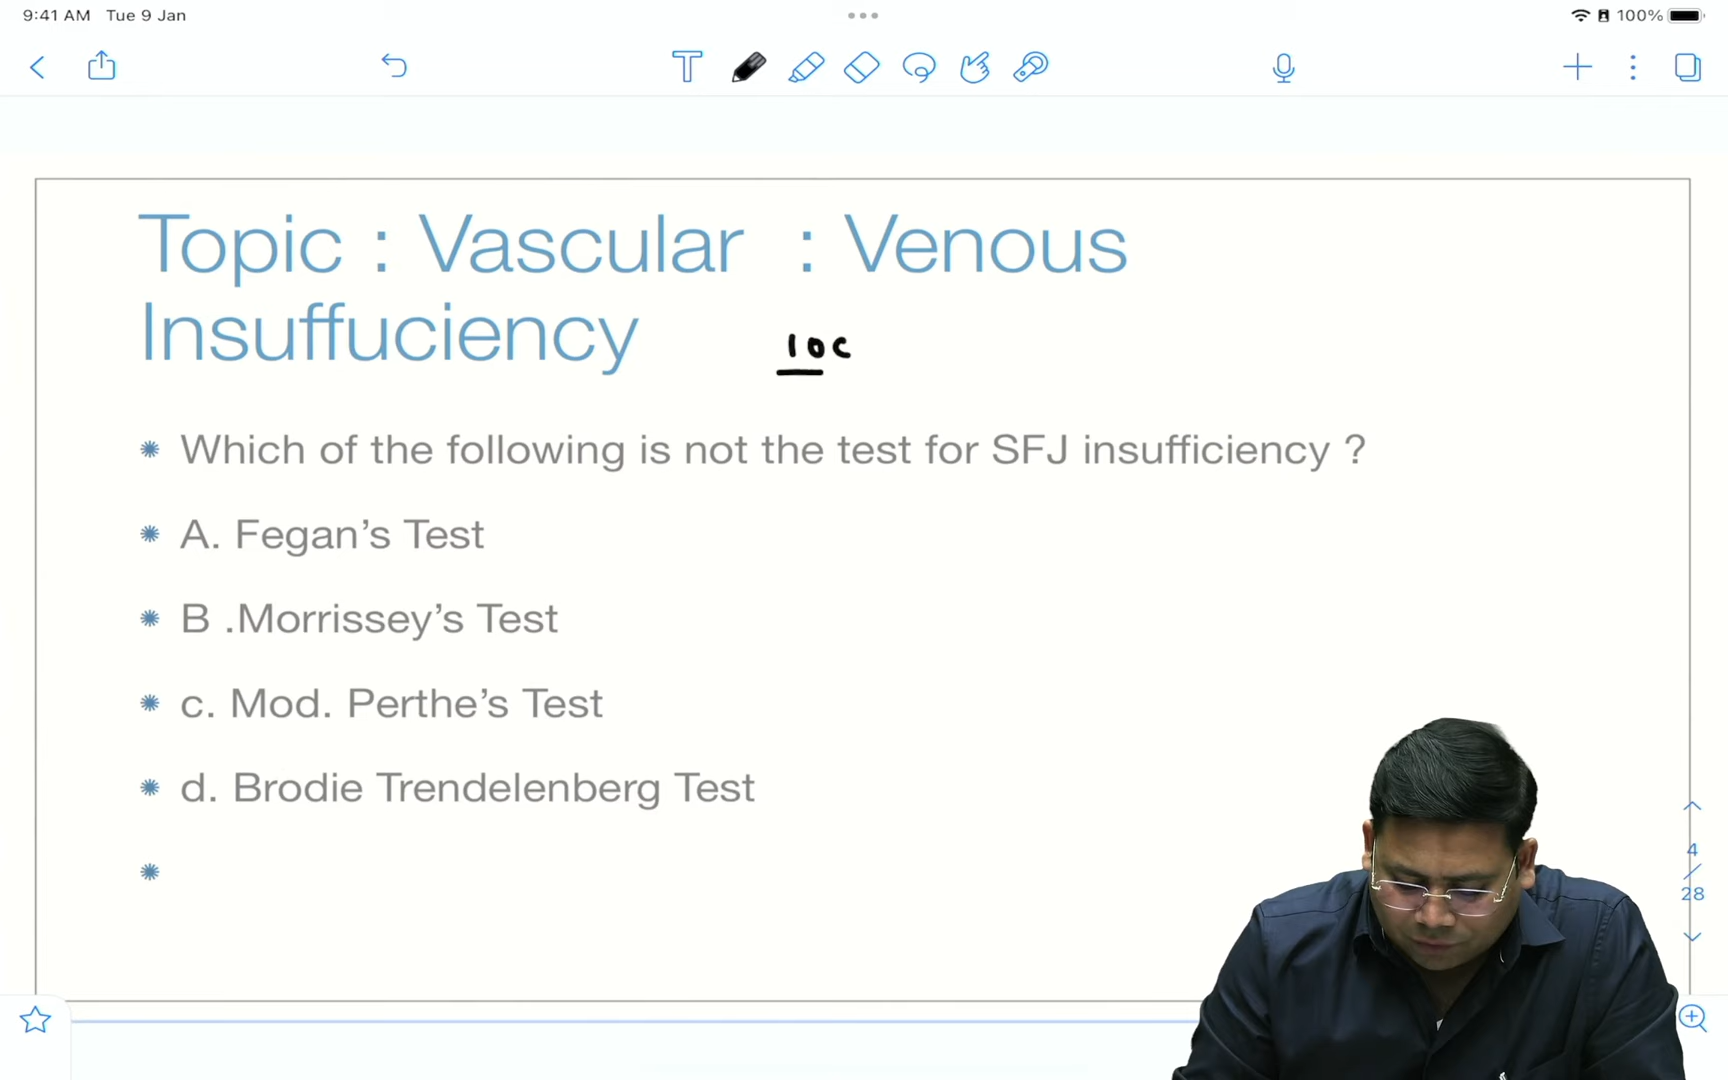 9:41 AM Tue 9 Jan
100%
Topic : Vascular : Venous
Insuffuciency
IOC
Which of the following is not the test for SFJ insufficiency ?
A. Fegan’s Test
B .Morrissey’s Test
c. Mod. Perthe’s Test
d. Brodie Trendelenberg Test
4
28